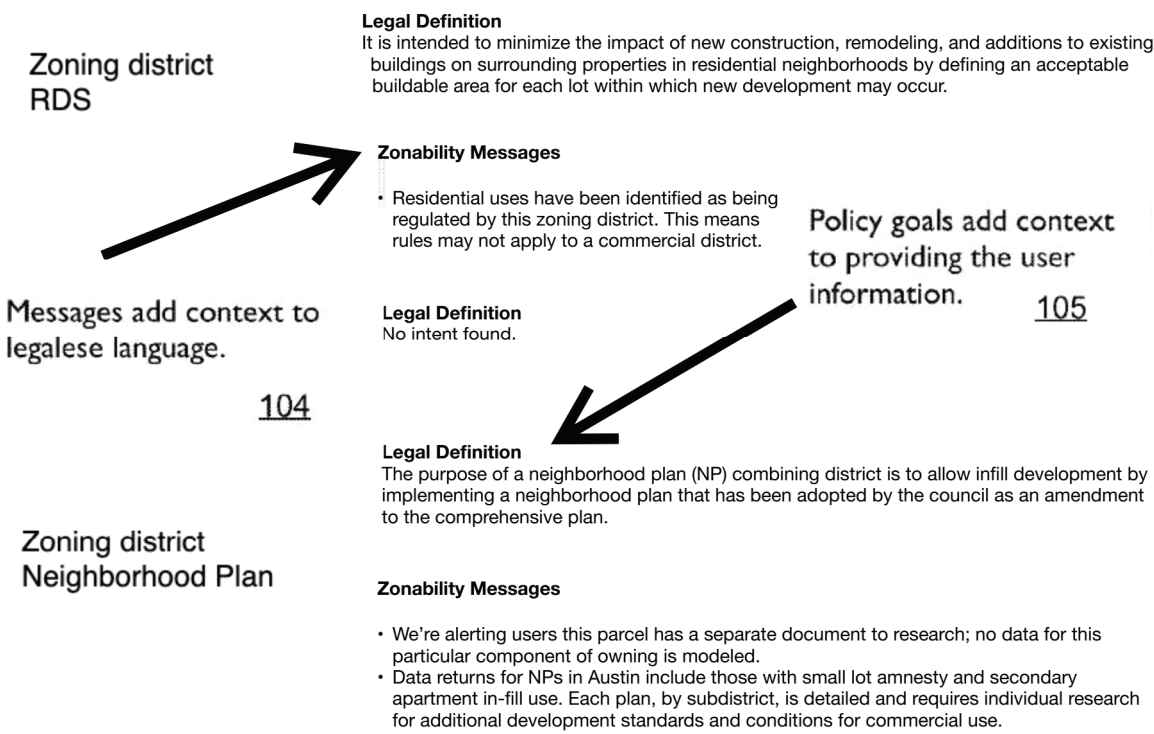 Zoning district
RDS
Legal Definition
It is intended to minimize the impact of new construction, remodeling, and additions to existing
buildings on surrounding properties in residential neighborhoods by defining an acceptable
buildable area for each lot within which new development may occur.
Zonability Messages
• Residential uses have been identified as being
regulated by this zoning district. This means
rules may not apply to a commercial district.
Policy goals add context
to providing the user
information.
105
Messages add context to
legalese language.
104
Legal Definition
No intent found.
Legal Definition
The purpose of a neighborhood plan (NP) combining district is to allow infill development by
implementing a neighborhood plan that has been adopted by the council as an amendment
to the comprehensive plan.
Zoning district
Neighborhood Plan
Zonability Messages
• We're alerting users this parcel has a separate document to research; no data for this
particular component of owning is modeled.
• Data returns for NPs in Austin include those with small lot amnesty and secondary
apartment in-fill use. Each plan, by subdistrict, is detailed and requires individual research
for additional development standards and conditions for commercial use.